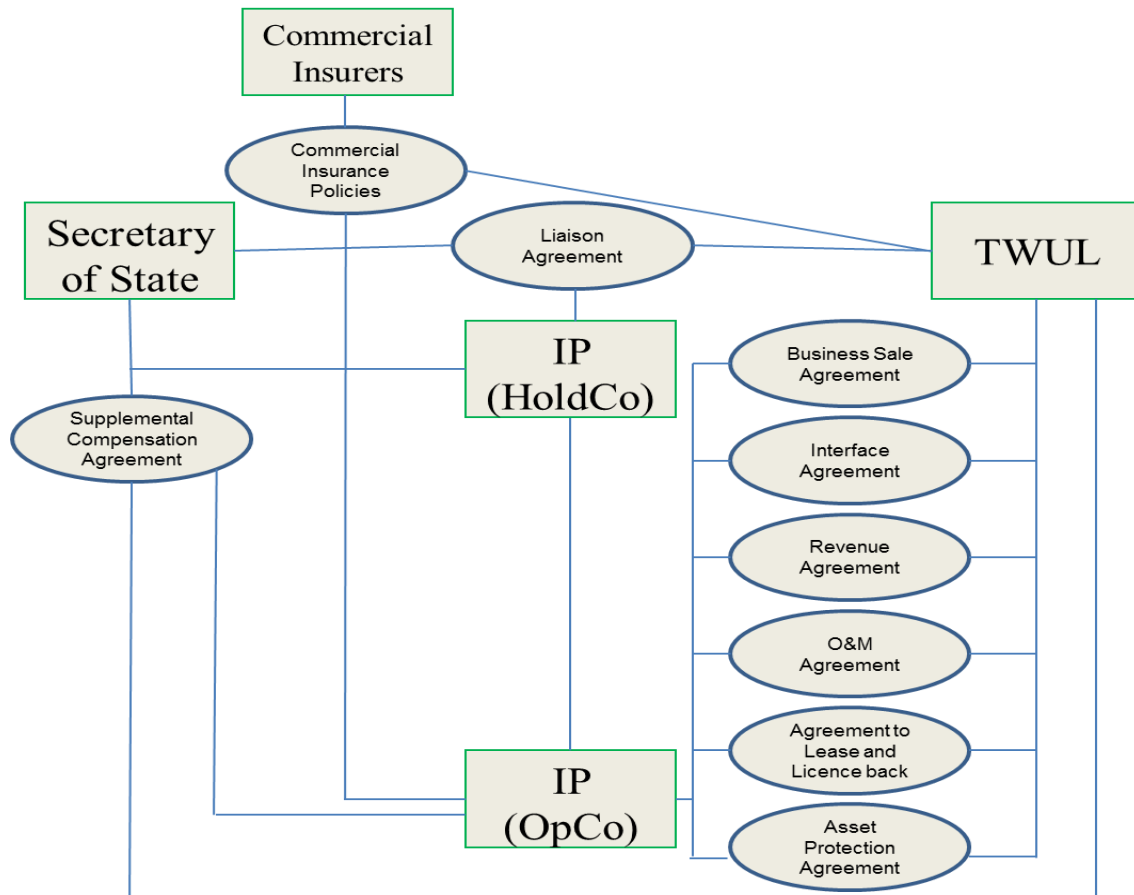 Commercial
Insurers
Commercial
Insurance
Policies
Secretary
of State
Liaison
Agreement
TWUL
IP
(HoldCo)
Business Sale
Agreement
Supplemental
Compensation
Agreement
Interface
Agreement
Revenue
Agreement
O&M
Agreement
Agreement to
Lease and
Licence back
IP
(OpCo)
Asset
Protection
Agreement